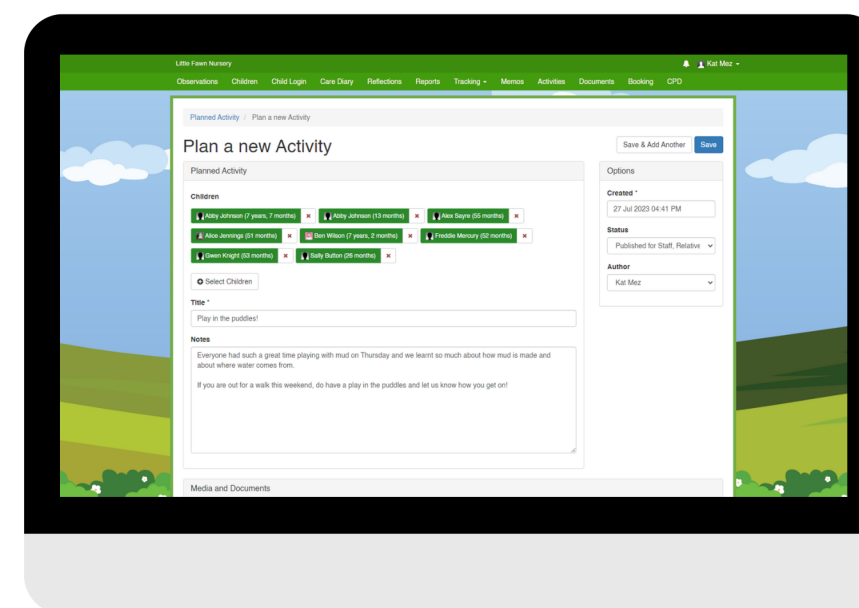 Little Fawn Nursery
Kat Mez
Observations Children Child Login Care Diary Reflections Reports Tracking Memos Activities Documents Booking CPD
Planned Activity / Plan a new Activity
Plan a new Activity
Save & Add Another Save
Planned Activity
Children
Abby Johnson (7 years, 7 months) × Abby Johnson (13 months) × Alex Sayre (55 months) ×
Alice Jennings (51 months) × Ben Wilson (7 years, 2 months) × Freddie Mercury (52 months) ×
Gwen Knight (53 months) × Sally Button (26 months) ×
Select Children
Title *
Play in the puddles!
Notes
Everyone had such a great time playing with mud on Thursday and we learnt so much about how mud is made and
about where water comes from.
If you are out for a walk this weekend, do have a play in the puddles and let us know how you get on!
Options
Created *
27 Jul 2023 04:41 PM
Status
Published for Staff, Relative
Author
Kat Mez
Media and Documents